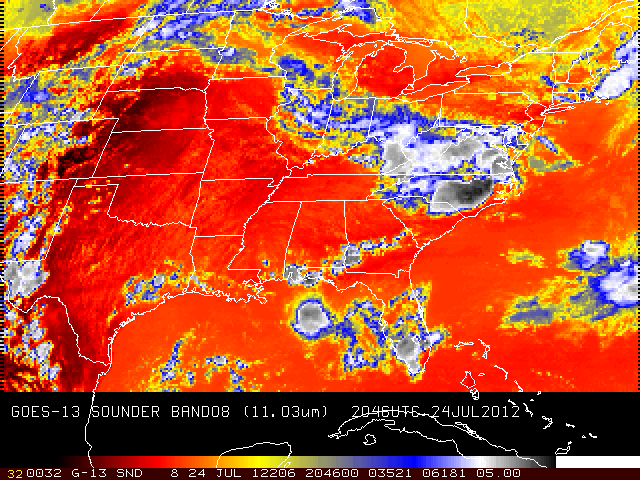 GOES-13 SOUNDER BAND08 (11.03um) 2046UTC 24JUL2012
32 0032 G-13 SND 8 24 JUL 12206 204600 03521 06181 05.00